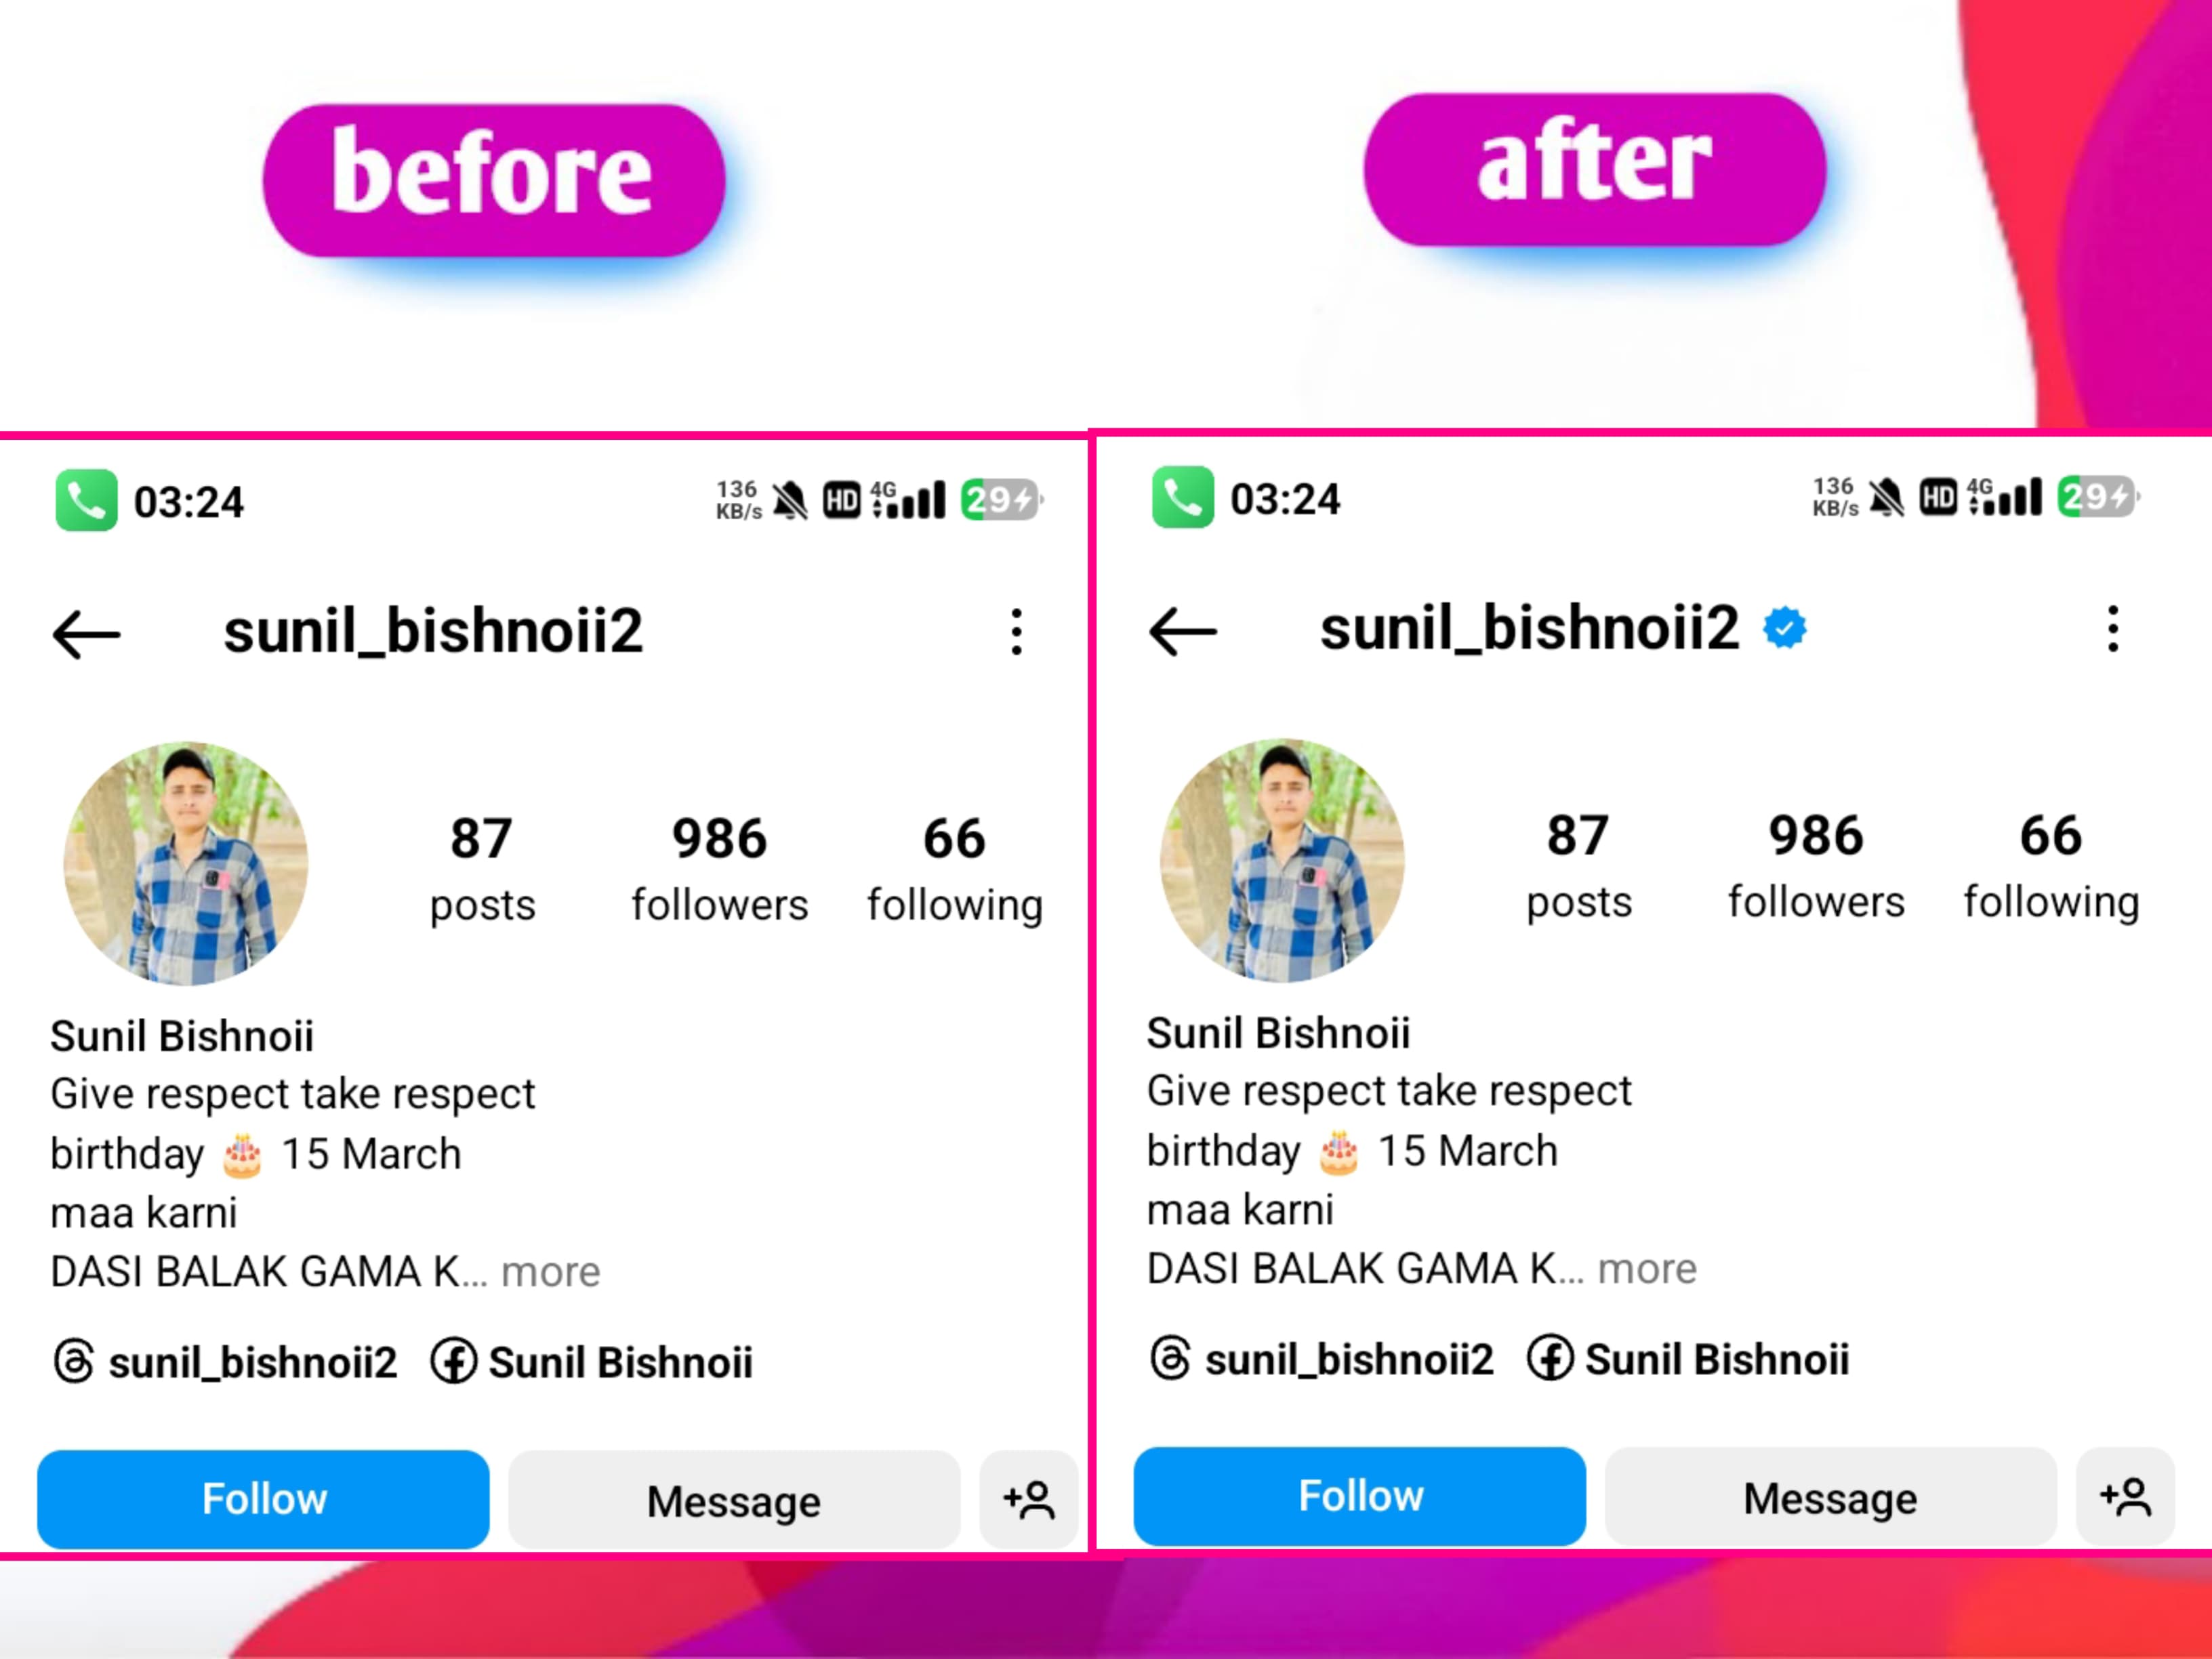 before
after
03:24
136
KB/s
HD
4G
29
sunil_bishnoii2
87
986
66
posts
followers
following
Sunil Bishnoii
Give respect take respect
birthday 🎂 15 March
maa karni
DASI BALAK GAMA K... more
sunil_bishnoii2
Sunil Bishnoii
Follow
Message
03:24
136
KB/s
HD
4G
29
sunil_bishnoii2
87
986
66
posts
followers
following
Sunil Bishnoii
Give respect take respect
birthday 🎂 15 March
maa karni
DASI BALAK GAMA K... more
sunil_bishnoii2
Sunil Bishnoii
Follow
Message